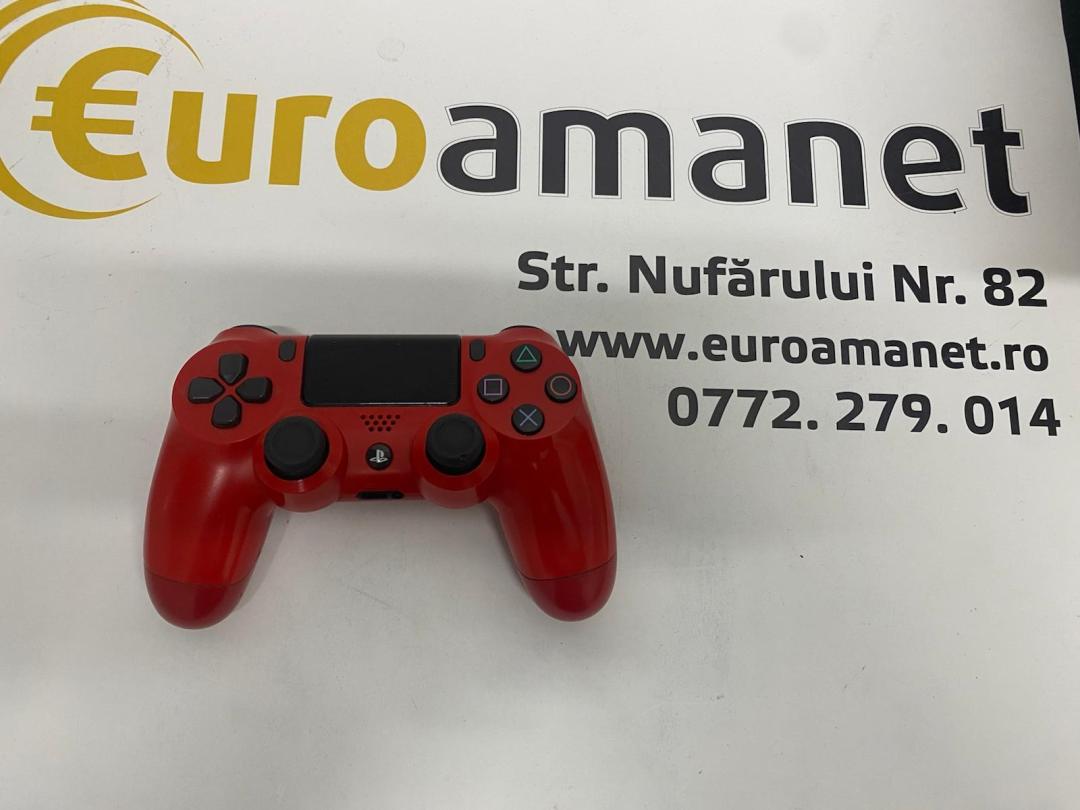 €uroamanet
Str. Nufărului Nr. 82
www.euroamanet.ro
0772. 279. 014